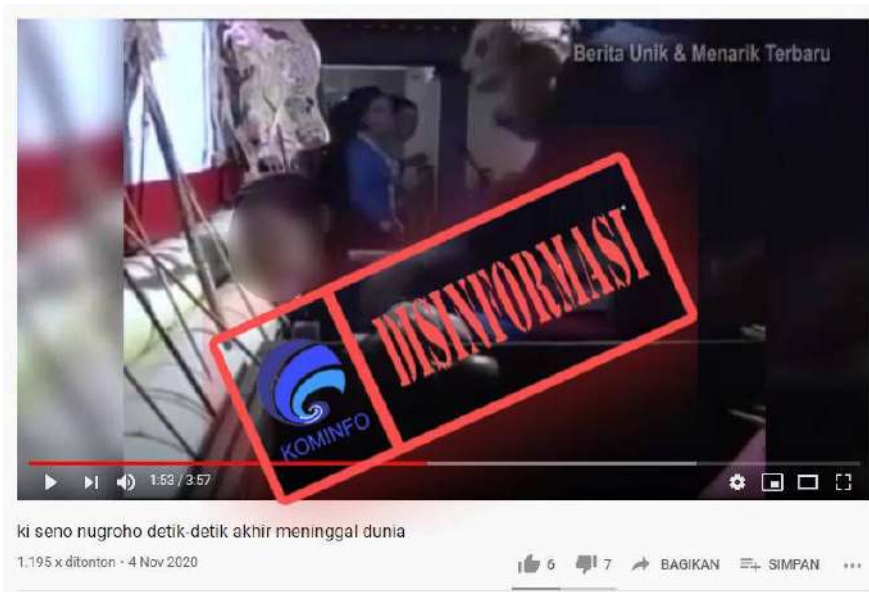 Berita Unik & Menarik Terbaru
DISINFORMASI
KOMINFO
1:53 / 3:57
ki seno nugroho detik-detik akhir meninggal dunia
1.195 x ditonton · 4 Nov 2020
6 7 BAGIKAN SIMPAN